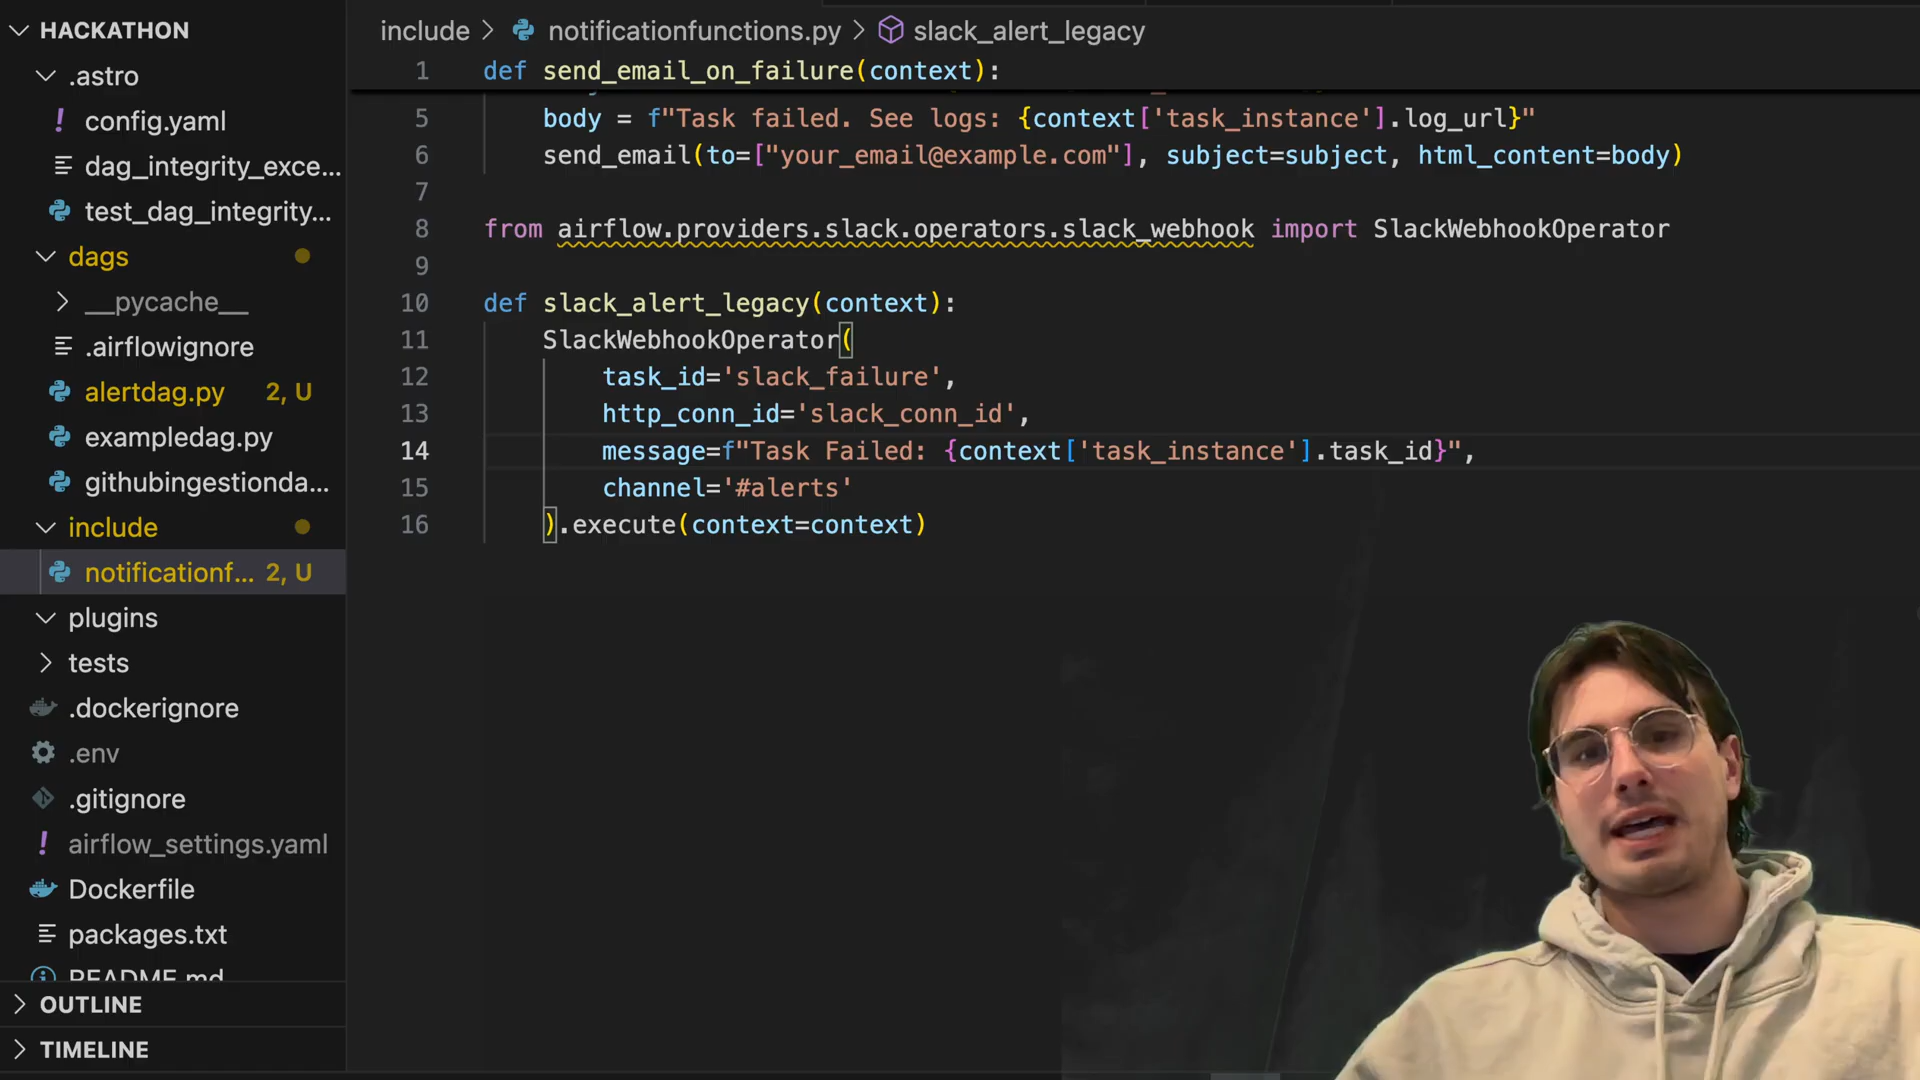 HACKATHON
.astro
config.yaml
dag_integrity_exce...
test_dag_integrity...
dags
__pycache__
.airflowignore
alertdag.py 2, U
exampledag.py
githubingestionda...
include
notificationf... 2, U
plugins
tests
.dockerignore
.env
.gitignore
airflow_settings.yaml
Dockerfile
packages.txt
README.md
OUTLINE
TIMELINE
include > notificationfunctions.py > slack_alert_legacy
1 def send_email_on_failure(context):
5 body = f"Task failed. See logs: {context['task_instance'].log_url}"
6 send_email(to=["your_email@example.com"], subject=subject, html_content=body)
7
8 from airflow.providers.slack.operators.slack_webhook import SlackWebhookOperator
9
10 def slack_alert_legacy(context):
11 SlackWebhookOperator(
12 task_id='slack_failure',
13 http_conn_id='slack_conn_id',
14 message=f"Task Failed: {context['task_instance'].task_id}",
15 channel='#alerts'
16 ).execute(context=context)